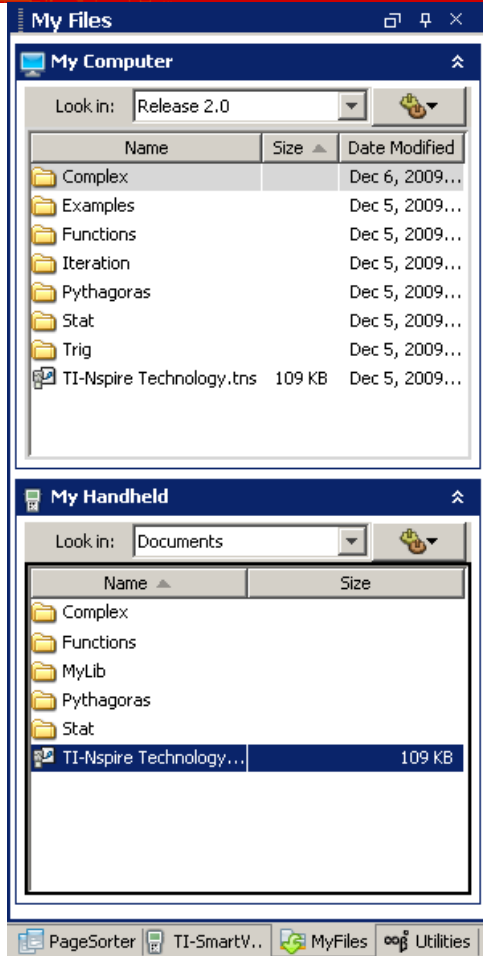 My Files
My Computer
Look in: Release 2.0
Name Size Date Modified
Complex Dec 6, 2009...
Examples Dec 5, 2009...
Functions Dec 5, 2009...
Iteration Dec 5, 2009...
Pythagoras Dec 5, 2009...
Stat Dec 5, 2009...
Trig Dec 5, 2009...
TI-Nspire Technology.tns 109 KB Dec 5, 2009...
My Handheld
Look in: Documents
Name Size
Complex
Functions
MyLib
Pythagoras
Stat
TI-Nspire Technology... 109 KB
PageSorter TI-SmartV.. MyFiles Utilities